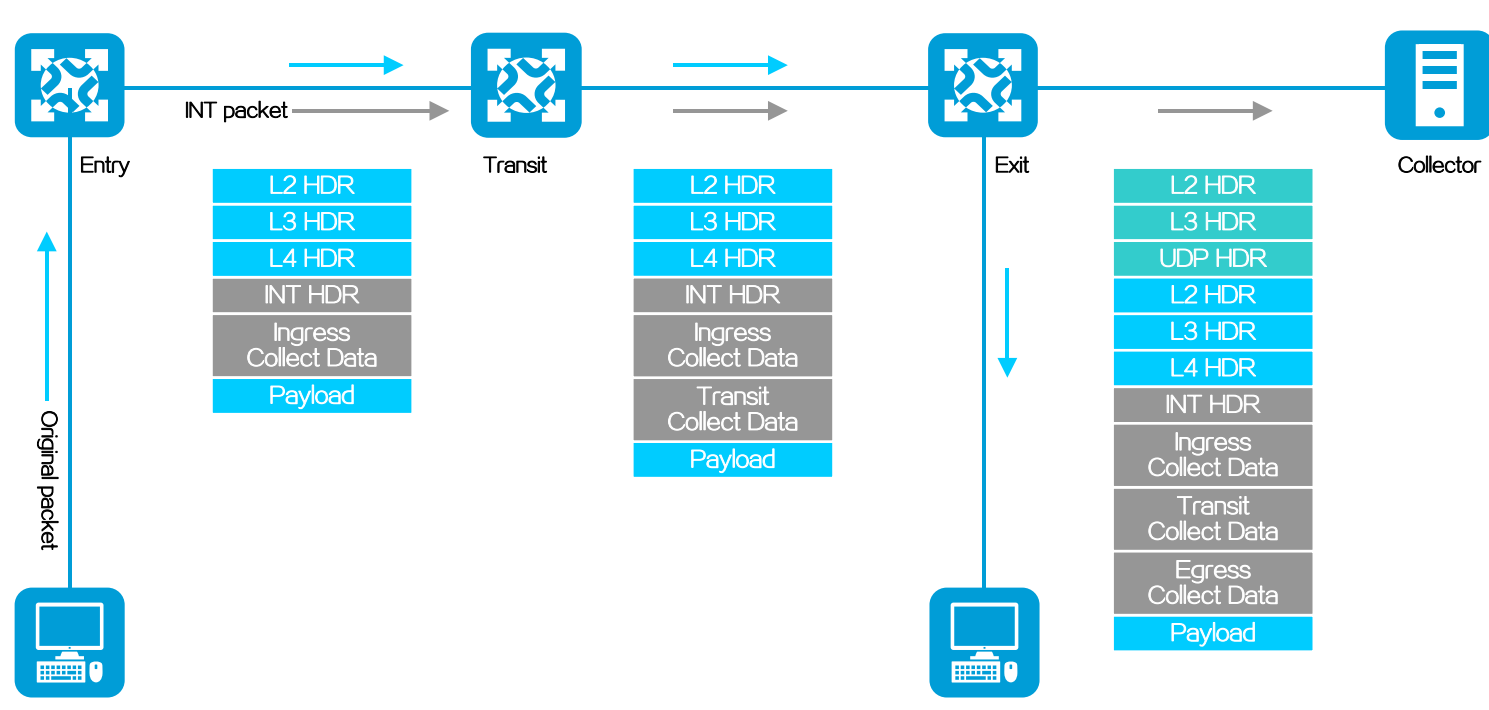 INT packet
Entry
Transit
Exit
Collector
Original packet
L2 HDR
L3 HDR
L4 HDR
INT HDR
Ingress
Collect Data
Payload
L2 HDR
L3 HDR
L4 HDR
INT HDR
Ingress
Collect Data
Transit
Collect Data
Payload
L2 HDR
L3 HDR
UDP HDR
L2 HDR
L3 HDR
L4 HDR
INT HDR
Ingress
Collect Data
Transit
Collect Data
Egress
Collect Data
Payload